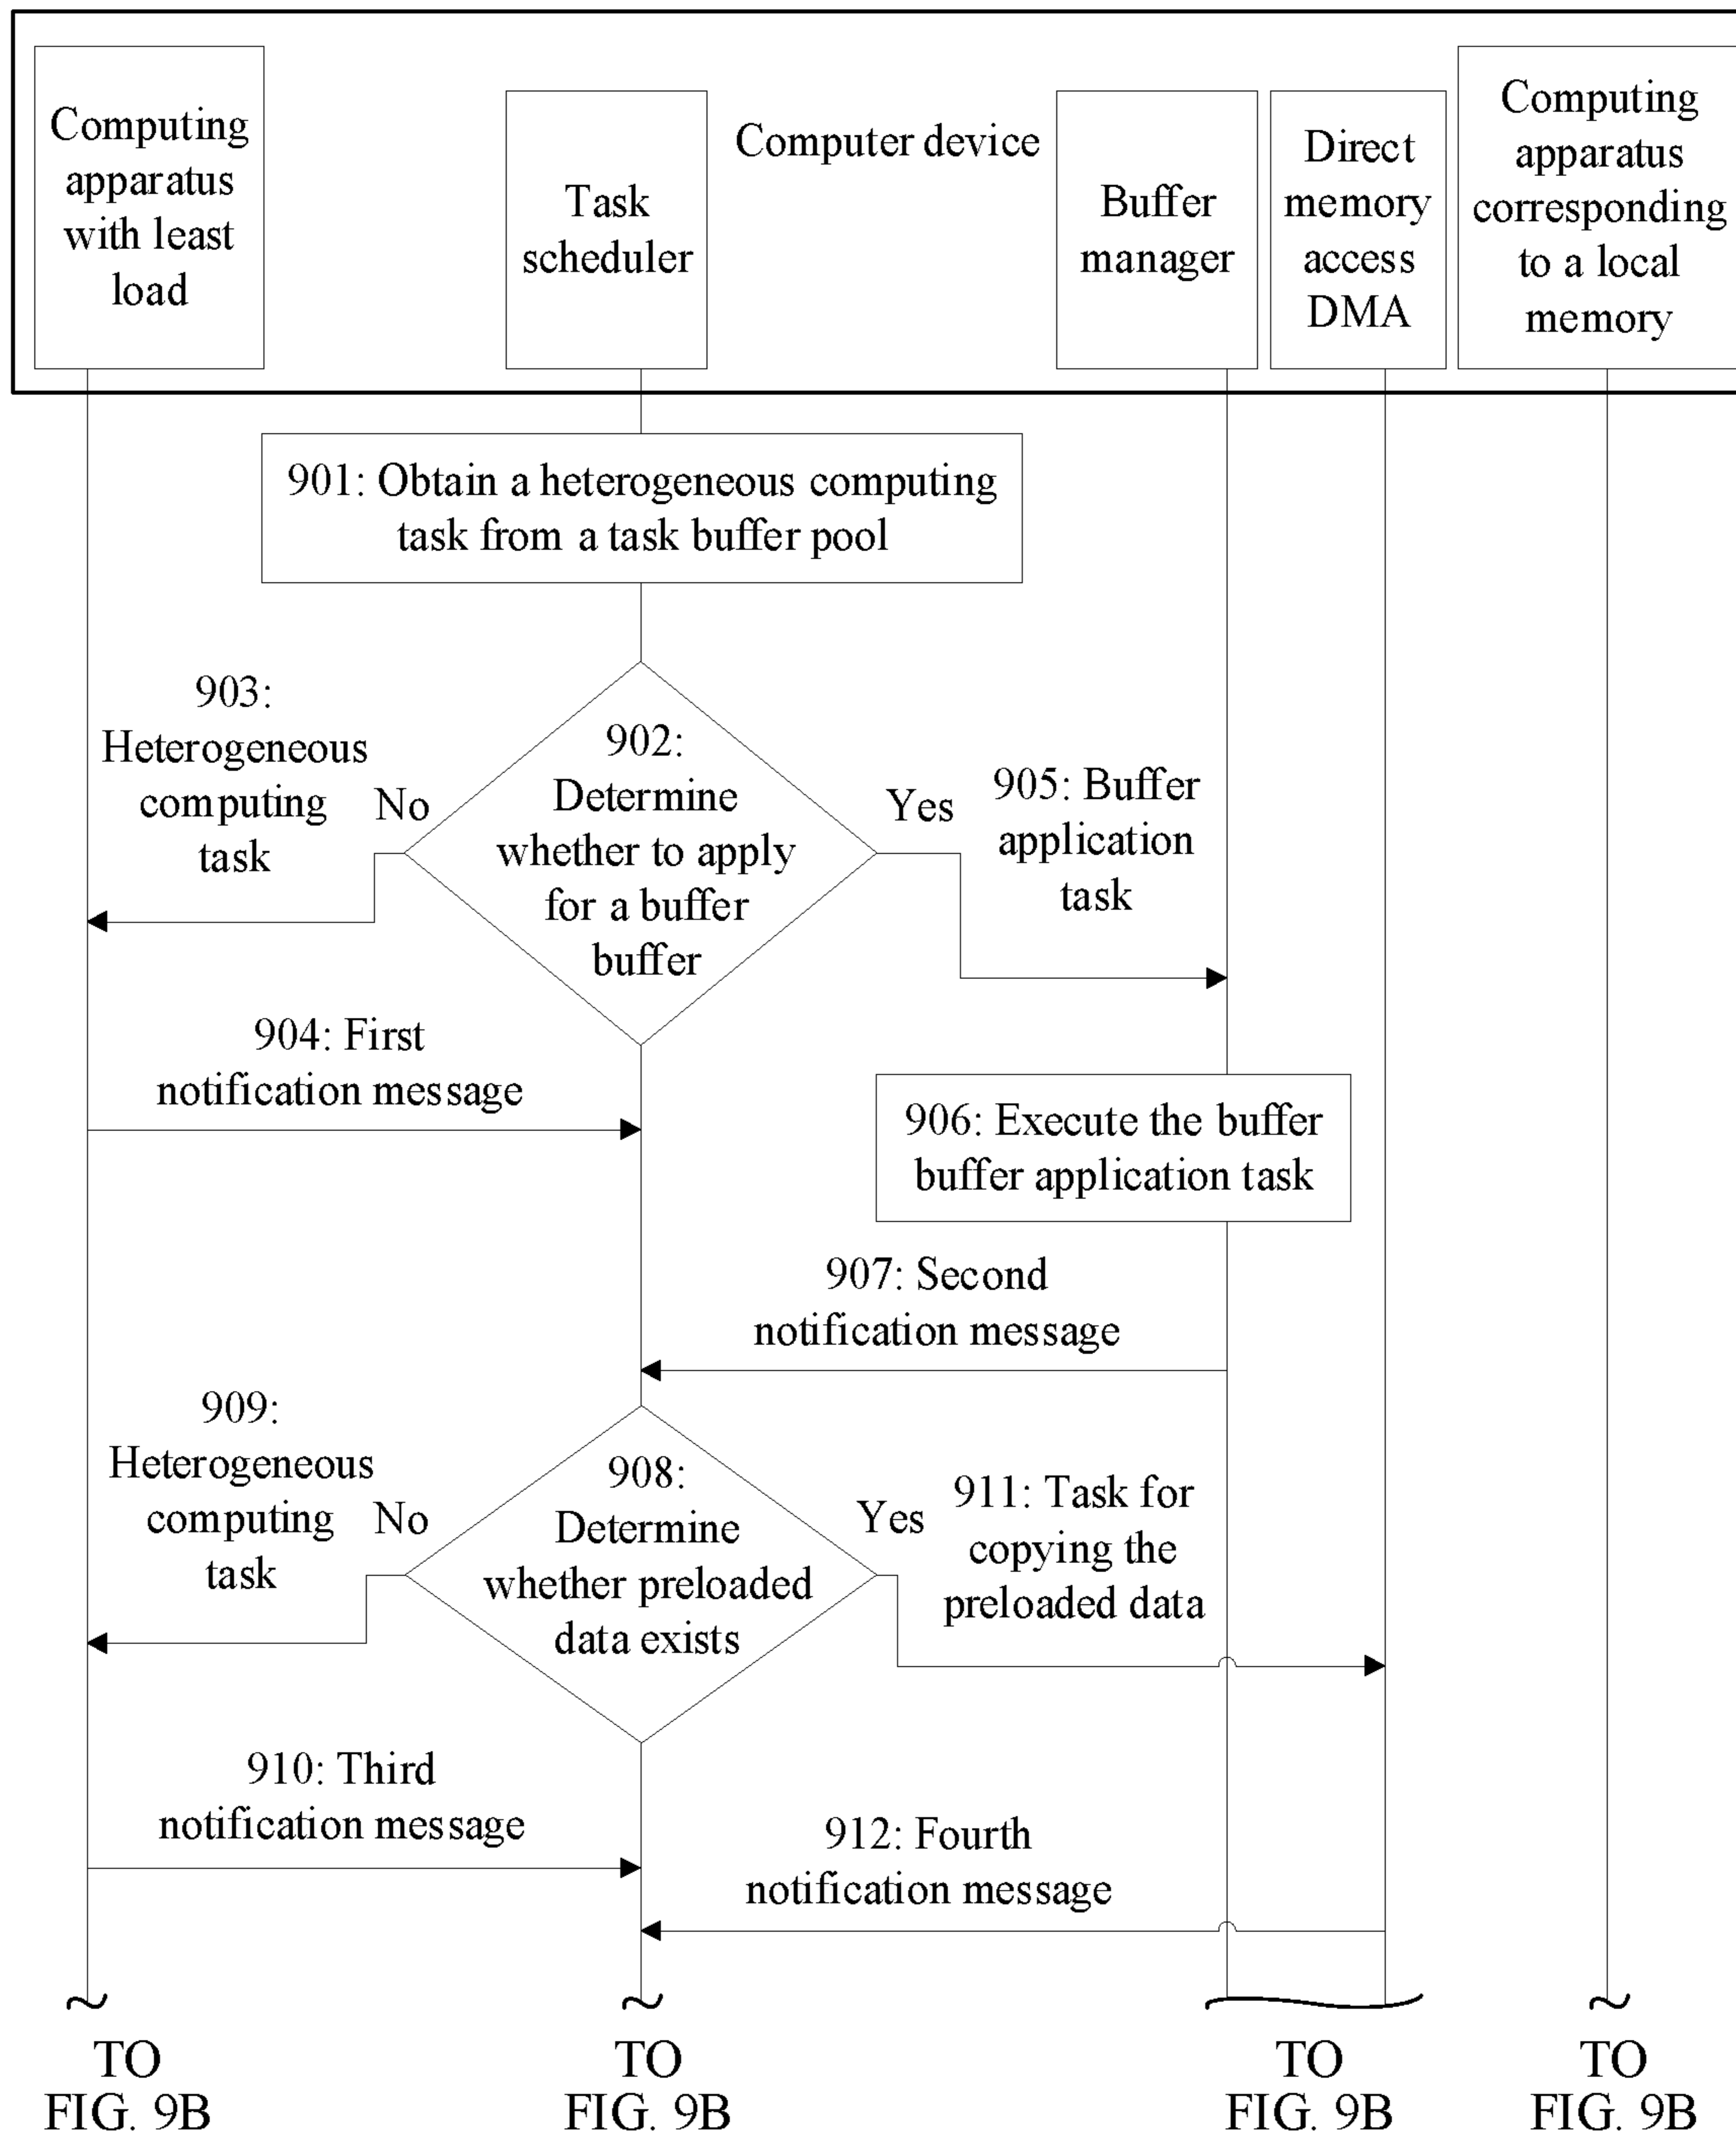 Computing
apparatus
with least
load
Task
scheduler
Computer device
Buffer
manager
Direct
memory
access
DMA
Computing
apparatus
corresponding
to a local
memory
901: Obtain a heterogeneous computing
task from a task buffer pool
903:
Heterogeneous
computing
task
No
902:
Determine
whether to apply
for a buffer
buffer
Yes
905: Buffer
application
task
904: First
notification message
906: Execute the buffer
buffer application task
907: Second
notification message
909:
Heterogeneous
computing
task
No
908:
Determine
whether preloaded
data exists
Yes
911: Task for
copying the
preloaded data
910: Third
notification message
912: Fourth
notification message
TO
FIG. 9B
TO
FIG. 9B
TO
FIG. 9B
TO
FIG. 9B